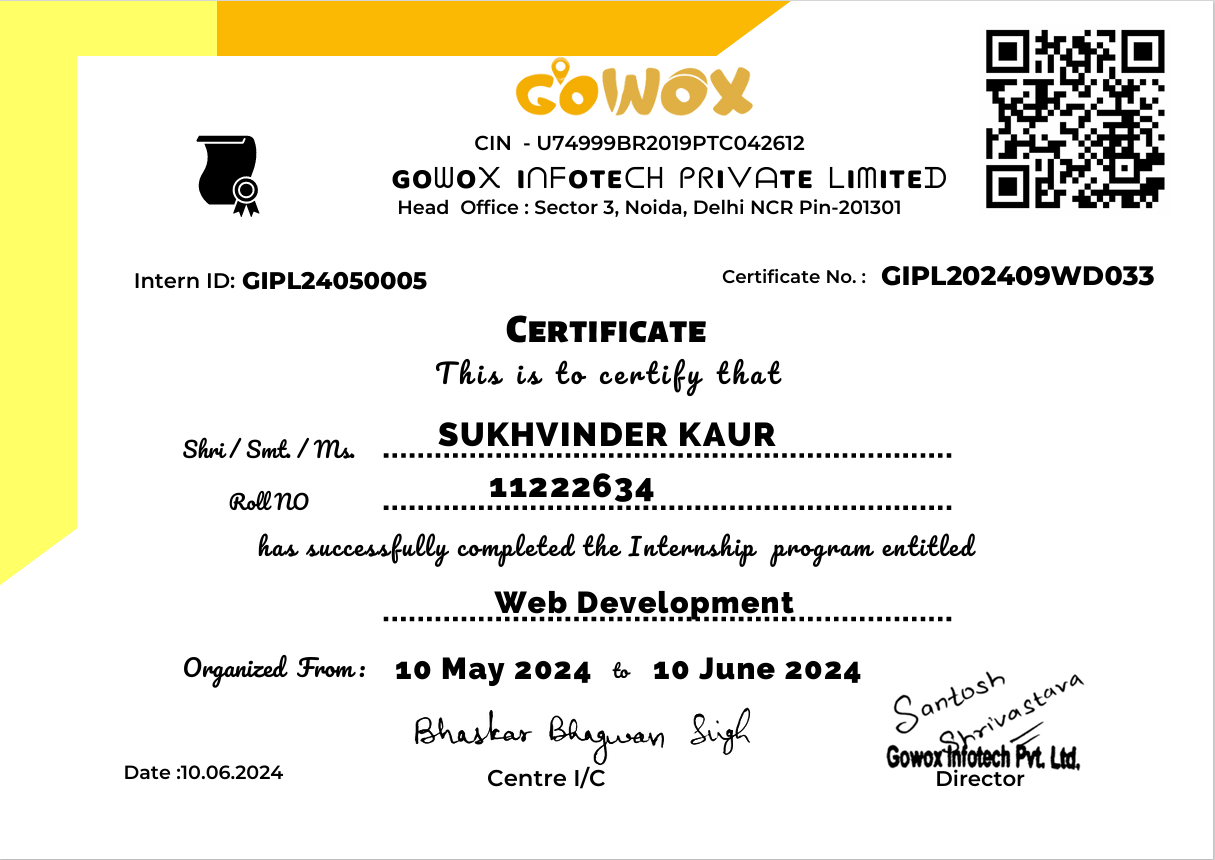 GOWOX
CIN - U74999BR2019PTC042612
GOWOX INFOTECH PRIVATE LIMITED
Head Office : Sector 3, Noida, Delhi NCR Pin-201301
Intern ID: GIPL24050005
Certificate No. : GIPL202409WD033
CERTIFICATE
This is to certify that
Shri / Smt. / Ms. SUKHVINDER KAUR
Roll NO 11222634
has successfully completed the Internship program entitled
Web Development
Organized From : 10 May 2024 to 10 June 2024
Bhaskar Bhagwan Singh
Santosh
Shrivastava
Gowox Infotech Pvt. Ltd.
Date :10.06.2024
Centre I/C
Director